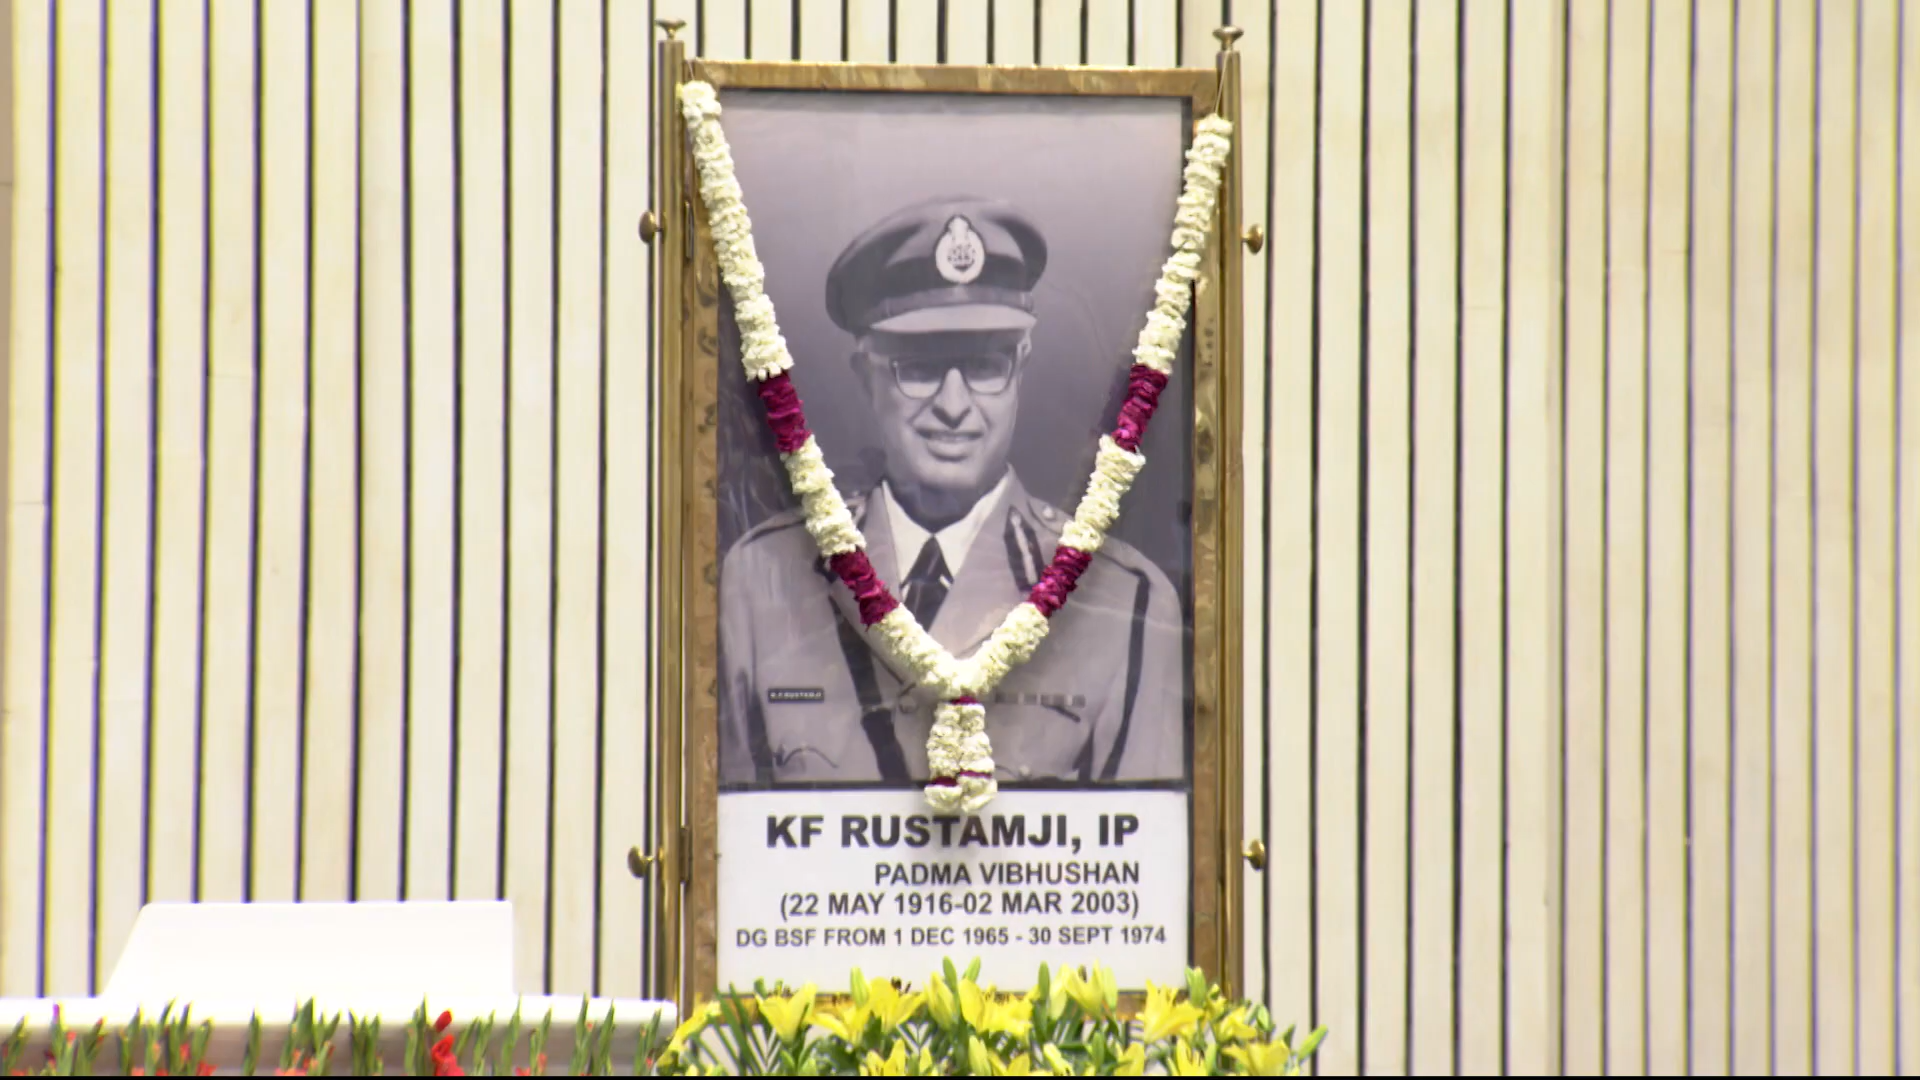 K.F.RUSTAMJI
KF RUSTAMJI, IP
PADMA VIBHUSHAN
(22 MAY 1916-02 MAR 2003)
DG BSF FROM 1 DEC 1965 - 30 SEPT 1974